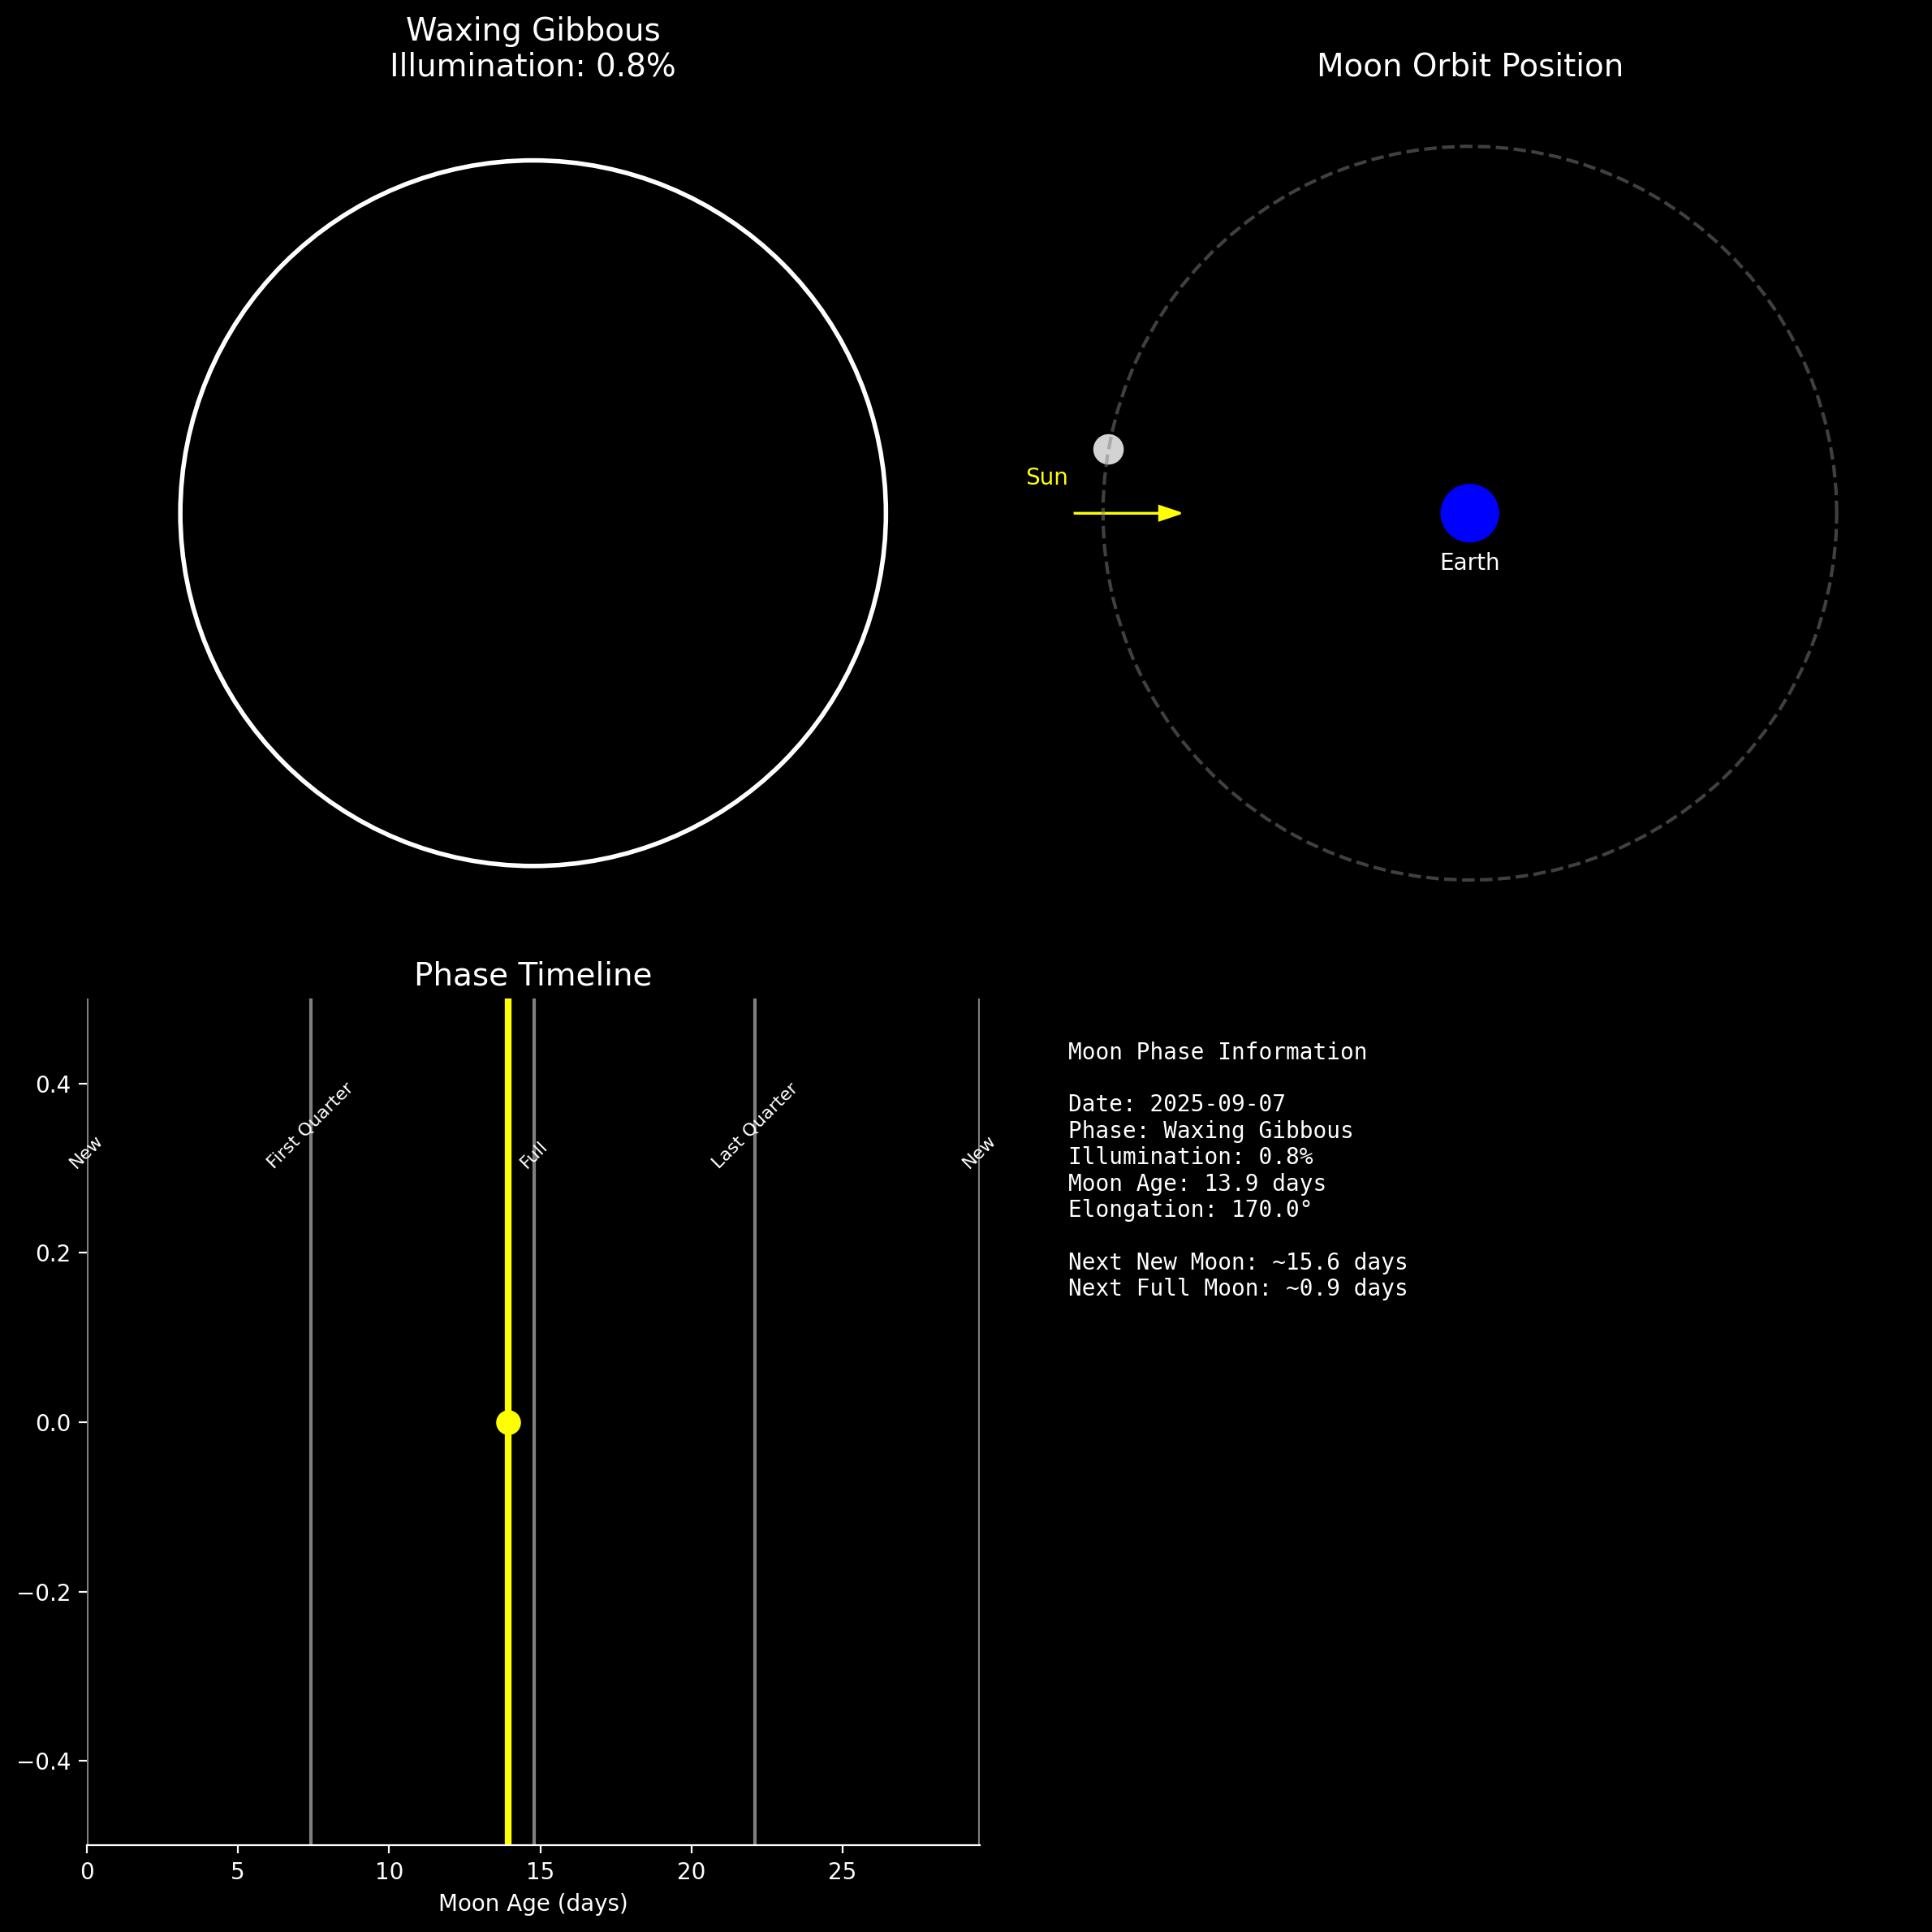 Waxing Gibbous
Illumination: 0.8%
Moon Orbit Position
Sun
Earth
Phase Timeline
New
First Quarter
Full
Last Quarter
New
0.4
0.2
0.0
−0.2
−0.4
0
5
10
15
20
25
Moon Age (days)
Moon Phase Information
Date: 2025-09-07
Phase: Waxing Gibbous
Illumination: 0.8%
Moon Age: 13.9 days
Elongation: 170.0°
Next New Moon: ~15.6 days
Next Full Moon: ~0.9 days